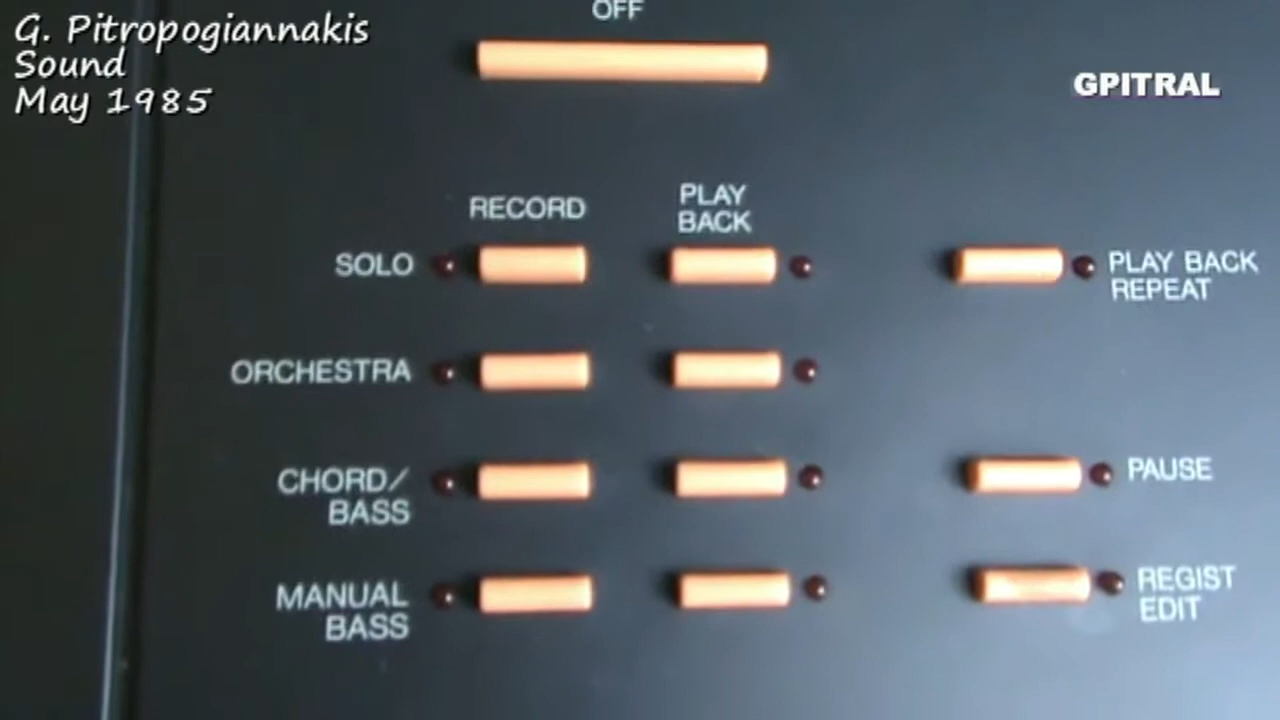 G. Pitropogiannakis
Sound
May 1985
OFF
GPITRAL
RECORD
PLAY
BACK
SOLO
PLAY BACK
REPEAT
ORCHESTRA
CHORD/
BASS
PAUSE
MANUAL
BASS
REGIST
EDIT